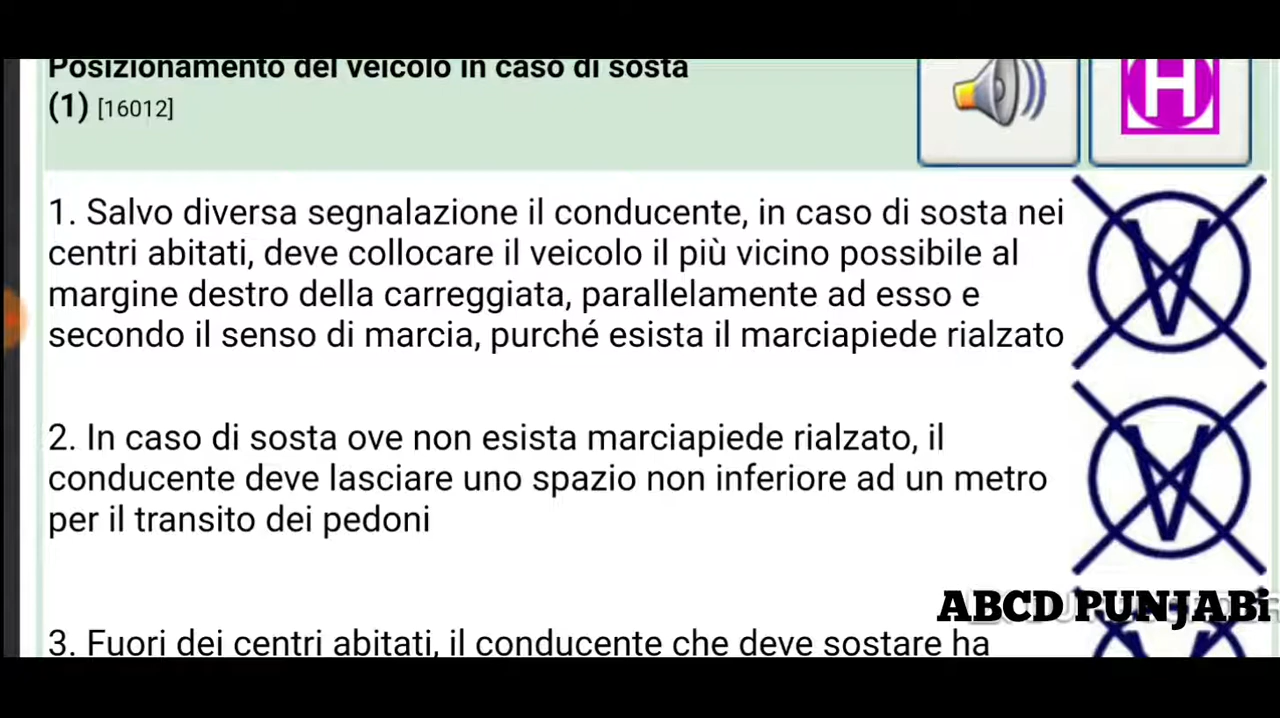 Posizionamento del veicolo in caso di sosta
(1) [16012]
H
1. Salvo diversa segnalazione il conducente, in caso di sosta nei
centri abitati, deve collocare il veicolo il più vicino possibile al
margine destro della carreggiata, parallelamente ad esso e
secondo il senso di marcia, purché esista il marciapiede rialzato
V
2. In caso di sosta ove non esista marciapiede rialzato, il
conducente deve lasciare uno spazio non inferiore ad un metro
per il transito dei pedoni
V
ABCD PUNJABi
3. Fuori dei centri abitati, il conducente che deve sostare ha